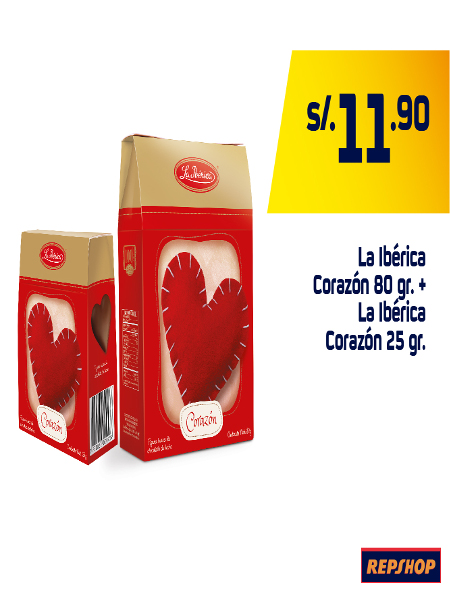 S/.11.90
La Ibérica
Corazón 80 gr. +
La Ibérica
Corazón 25 gr.
La Ibérica
La Ibérica
Corazón
Corazón
REPSHOP